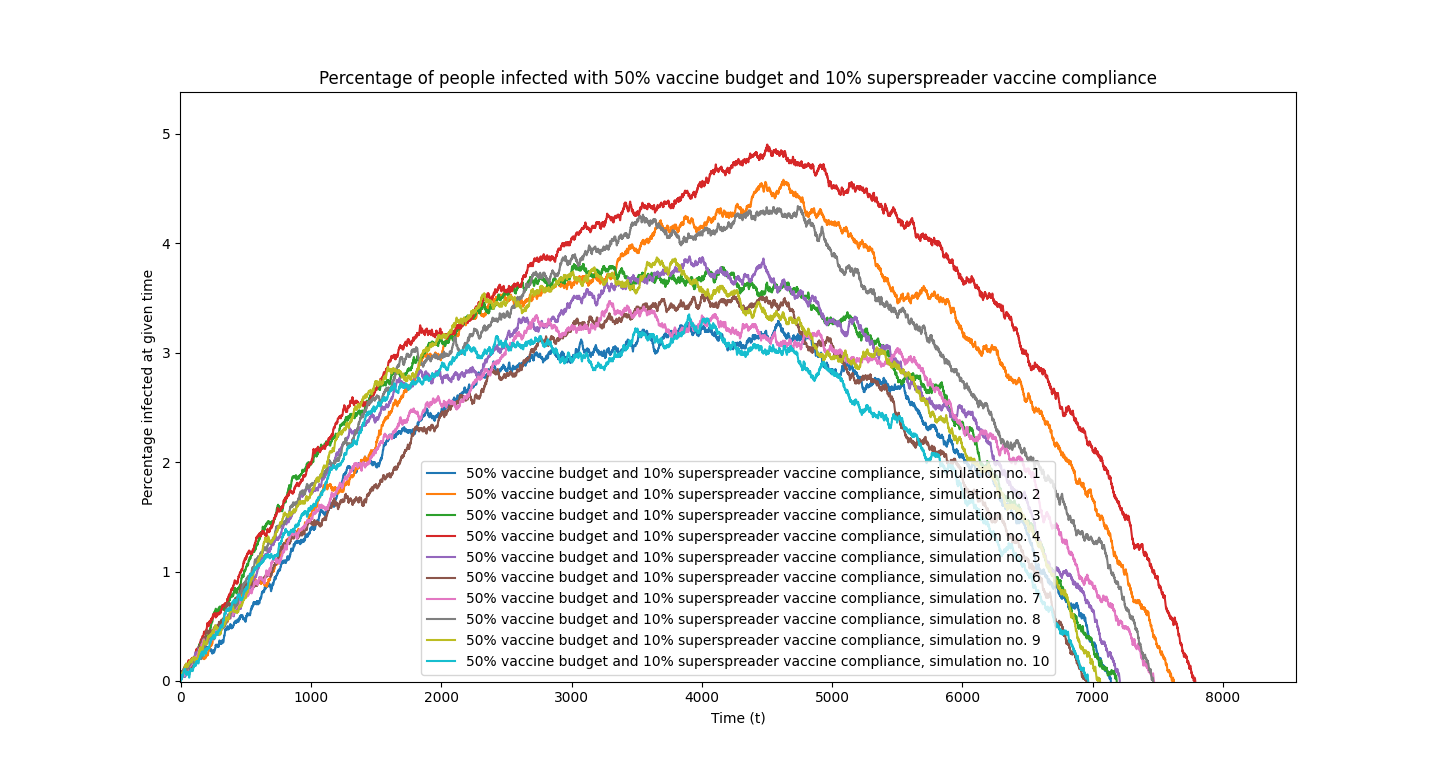 Percentage of people infected with 50% vaccine budget and 10% superspreader vaccine compliance
Percentage infected at given time
5
4
3
2
1
0
50% vaccine budget and 10% superspreader vaccine compliance, simulation no. 1
50% vaccine budget and 10% superspreader vaccine compliance, simulation no. 2
50% vaccine budget and 10% superspreader vaccine compliance, simulation no. 3
50% vaccine budget and 10% superspreader vaccine compliance, simulation no. 4
50% vaccine budget and 10% superspreader vaccine compliance, simulation no. 5
50% vaccine budget and 10% superspreader vaccine compliance, simulation no. 6
50% vaccine budget and 10% superspreader vaccine compliance, simulation no. 7
50% vaccine budget and 10% superspreader vaccine compliance, simulation no. 8
50% vaccine budget and 10% superspreader vaccine compliance, simulation no. 9
50% vaccine budget and 10% superspreader vaccine compliance, simulation no. 10
0 1000 2000 3000 4000 5000 6000 7000 8000
Time (t)